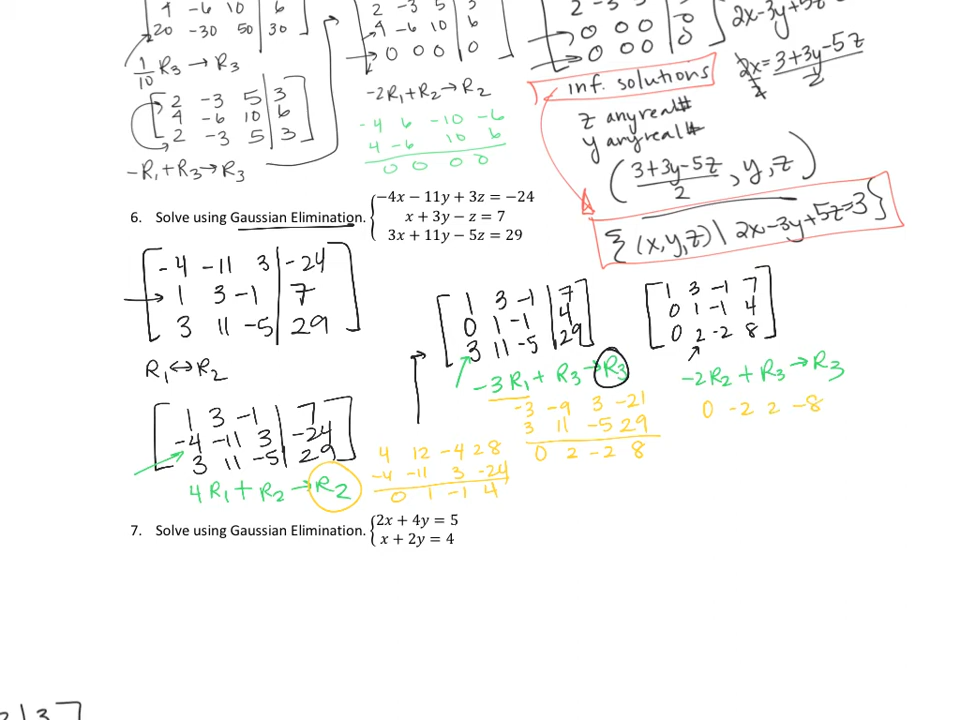 4 -6 10 | 6
20 -30 50 | 30
1/10 R3 → R3
2 -3 5 | 3
4 -6 10 | 6
2 -3 5 | 3
-R1 + R3 → R3
2 -3 5 | 3
4 -6 10 | 6
0 0 0 | 0
-2R1 + R2 → R2
-4 6 -10 -6
4 -6 10 6
0 0 0 0
0 0 0 | 0
0 0 0 | 0
2x - 3y + 5z
2x = 3 + 3y - 5z
2 2
inf. solutions
z any real #
y any real #
(3 + 3y - 5z / 2, y, z)
{(x, y, z) | 2x - 3y + 5z = 3}
6. Solve using Gaussian Elimination. {−4x − 11y + 3z = −24
x + 3y − z = 7
3x + 11y − 5z = 29
-4 -11 3 | -24
1 3 -1 | 7
3 11 -5 | 29
R1 ↔ R2
1 3 -1 | 7
-4 -11 3 | -24
3 11 -5 | 29
4R1 + R2 → R2
4 12 -4 28
-4 -11 3 -24
0 1 -1 4
1 3 -1 | 7
0 1 -1 | 4
3 11 -5 | 29
-3R1 + R3 → R3
-3 -9 3 -21
3 11 -5 29
0 2 -2 8
1 3 -1 7
0 1 -1 4
0 2 -2 8
-2R2 + R3 → R3
0 -2 2 -8
7. Solve using Gaussian Elimination. {2x + 4y = 5
x + 2y = 4